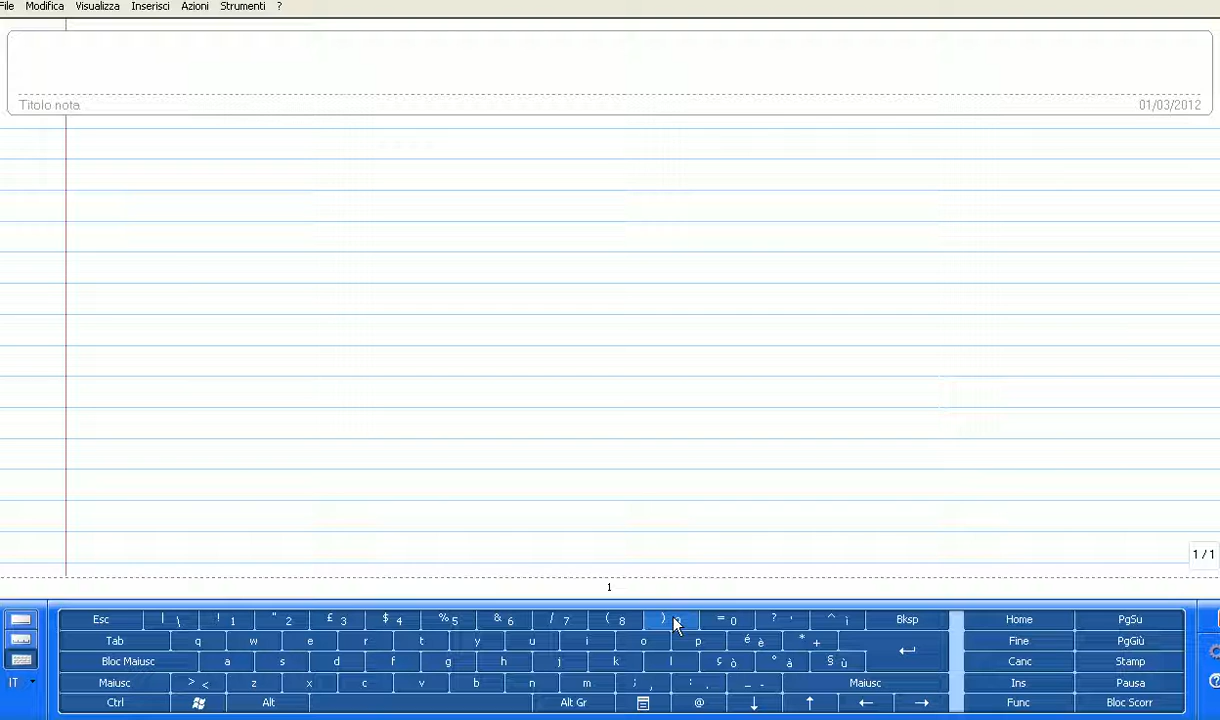 File Modifica Visualizza Inserisci Azioni Strumenti ?
Titolo nota 01/03/2012
1 / 1
1
Esc | \ ! 1 " 2 £ 3 $ 4 % 5 & 6 / 7 ( 8 ) = 0 ? ' ^ ì Bksp Home PgSu
Tab q w e r t y u i o p é è * + Fine PgGiù
Bloc Maiusc a s d f g h j k l ç ò ° à § ù Canc Stamp
IT Maiusc > < z x c v b n m ; , : . _ - Maiusc Ins Pausa
Ctrl Alt Alt Gr @ ↓ ↑ ← → Func Bloc Scorr